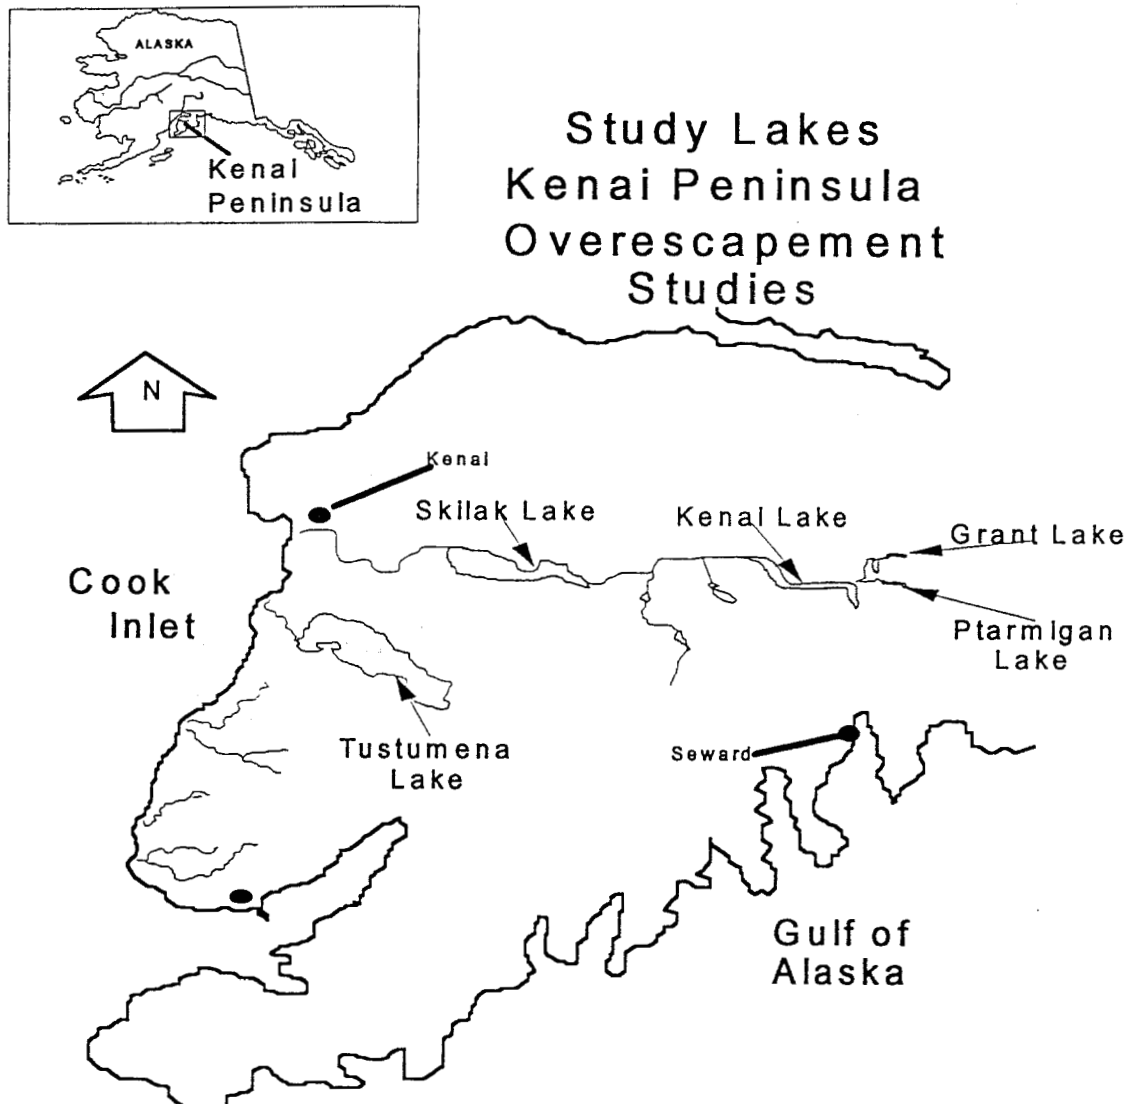 ALASKA
Kenai
Peninsula
Study Lakes
Kenai Peninsula
Overescapement
Studies
N
Kenai
Skilak Lake
Kenai Lake
Grant Lake
Cook
Inlet
Ptarmigan
Lake
Tustumena
Lake
Seward
Gulf of
Alaska